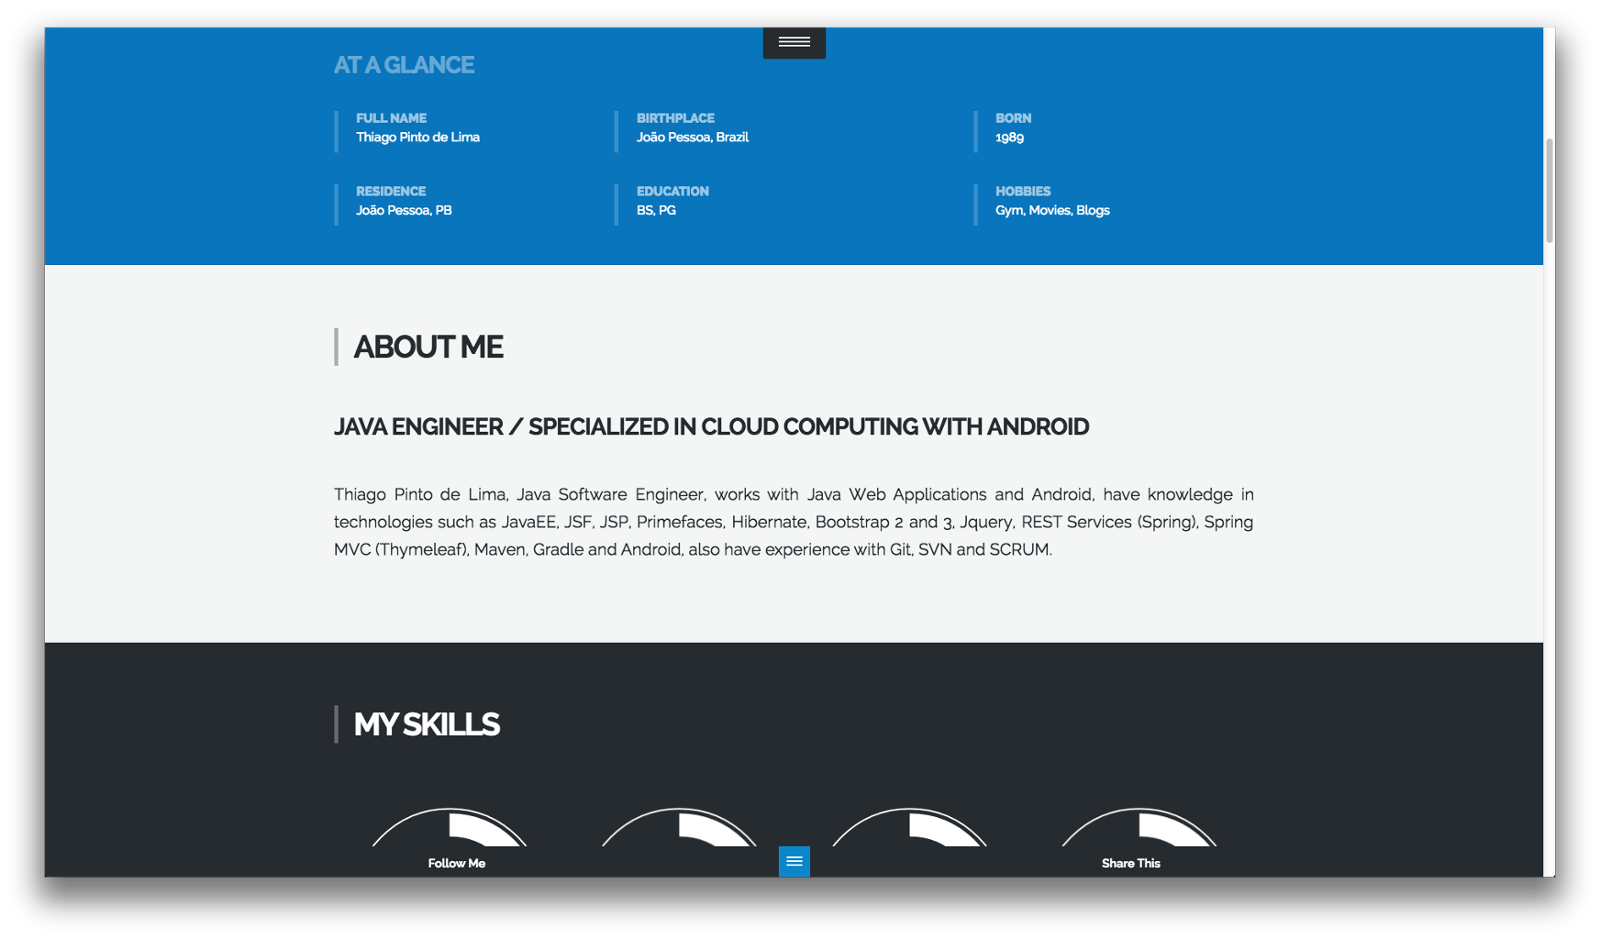 AT A GLANCE
FULL NAME
Thiago Pinto de Lima
BIRTHPLACE
João Pessoa, Brazil
BORN
1989
RESIDENCE
João Pessoa, PB
EDUCATION
BS, PG
HOBBIES
Gym, Movies, Blogs
ABOUT ME
JAVA ENGINEER / SPECIALIZED IN CLOUD COMPUTING WITH ANDROID
Thiago Pinto de Lima, Java Software Engineer, works with Java Web Applications and Android, have knowledge in
technologies such as JavaEE, JSF, JSP, Primefaces, Hibernate, Bootstrap 2 and 3, Jquery, REST Services (Spring), Spring
MVC (Thymeleaf), Maven, Gradle and Android, also have experience with Git, SVN and SCRUM.
MY SKILLS
Follow Me
Share This